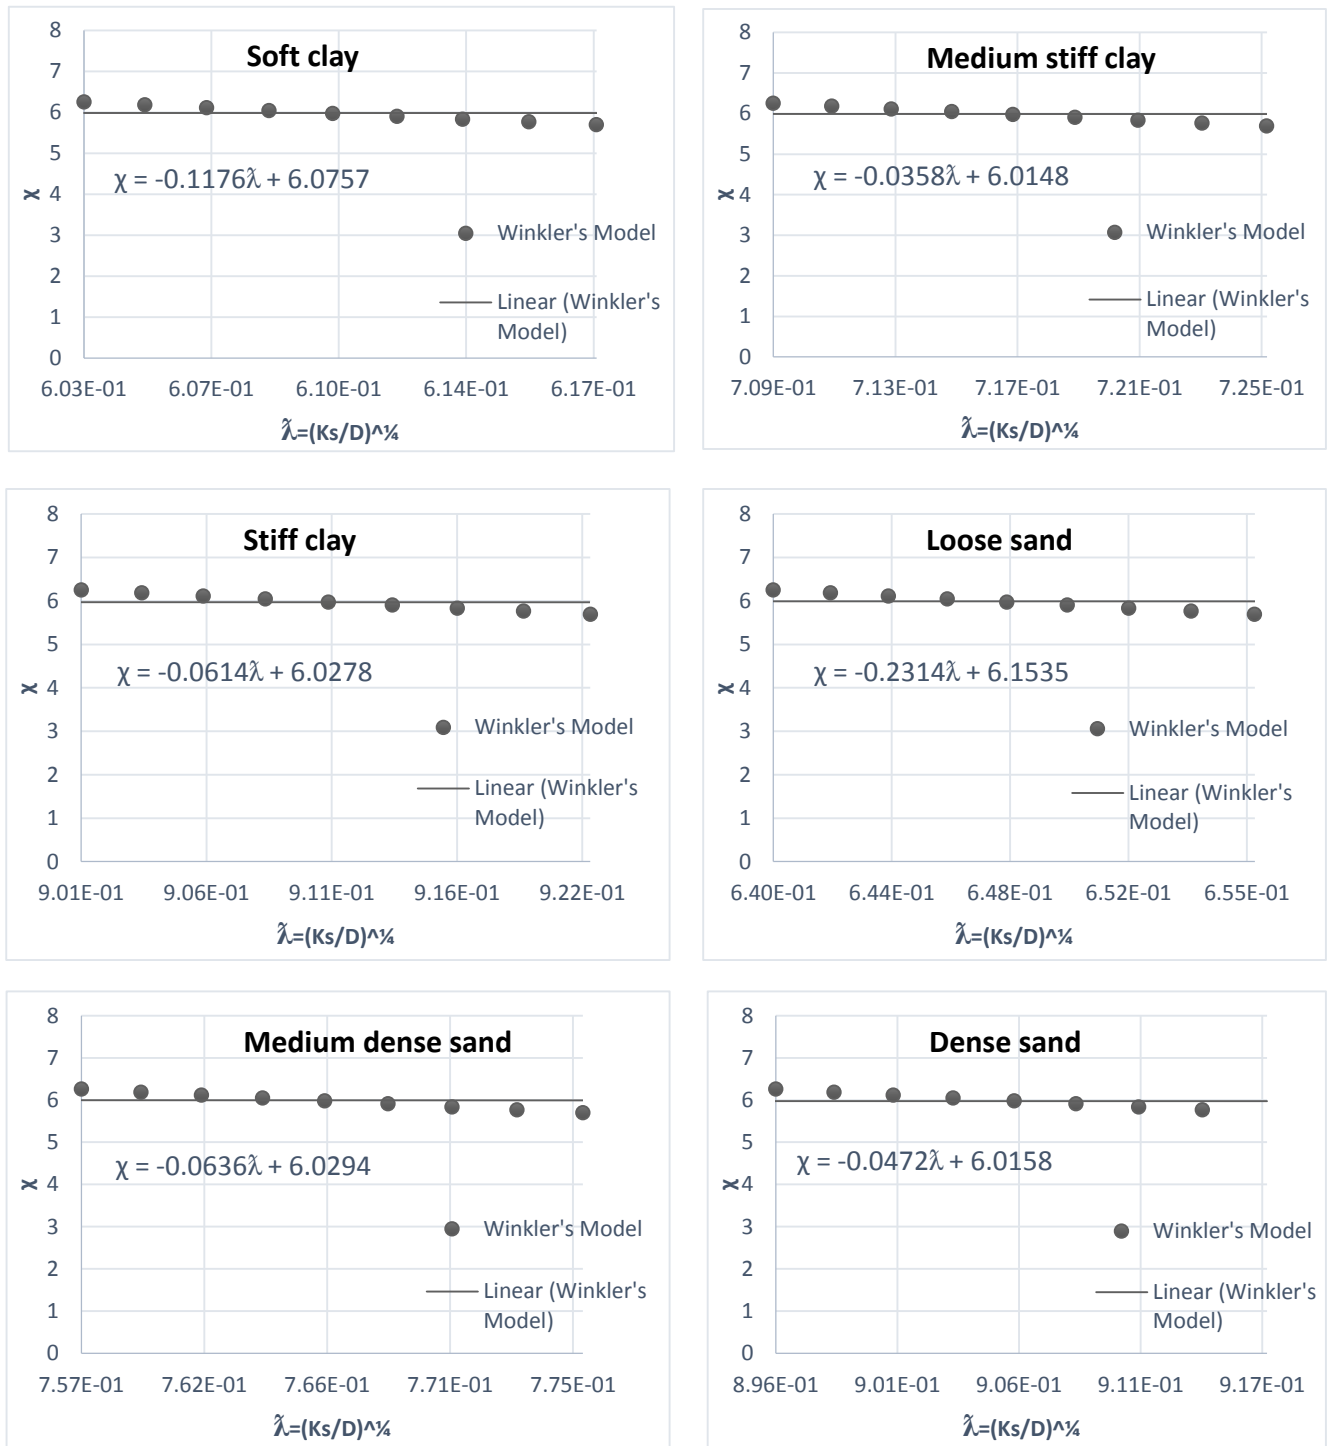 Soft clay
8
7
6
5
4
3
2
1
0
χ
χ = -0.1176λ̃ + 6.0757
Winkler's Model
Linear (Winkler's
Model)
6.03E-01 6.07E-01 6.10E-01 6.14E-01 6.17E-01
λ̃=(Ks/D)^¼
Medium stiff clay
8
7
6
5
4
3
2
1
0
χ
χ = -0.0358λ̃ + 6.0148
Winkler's Model
Linear (Winkler's
Model)
7.09E-01 7.13E-01 7.17E-01 7.21E-01 7.25E-01
λ̃=(Ks/D)^¼
Stiff clay
8
7
6
5
4
3
2
1
0
χ
χ = -0.0614λ̃ + 6.0278
Winkler's Model
Linear (Winkler's
Model)
9.01E-01 9.06E-01 9.11E-01 9.16E-01 9.22E-01
λ̃=(Ks/D)^¼
Loose sand
8
7
6
5
4
3
2
1
0
χ
χ = -0.2314λ̃ + 6.1535
Winkler's Model
Linear (Winkler's
Model)
6.40E-01 6.44E-01 6.48E-01 6.52E-01 6.55E-01
λ̃=(Ks/D)^¼
Medium dense sand
8
7
6
5
4
3
2
1
0
χ
χ = -0.0636λ̃ + 6.0294
Winkler's Model
Linear (Winkler's
Model)
7.57E-01 7.62E-01 7.66E-01 7.71E-01 7.75E-01
λ̃=(Ks/D)^¼
Dense sand
8
7
6
5
4
3
2
1
0
χ
χ = -0.0472λ̃ + 6.0158
Winkler's Model
Linear (Winkler's
Model)
8.96E-01 9.01E-01 9.06E-01 9.11E-01 9.17E-01
λ̃=(Ks/D)^¼